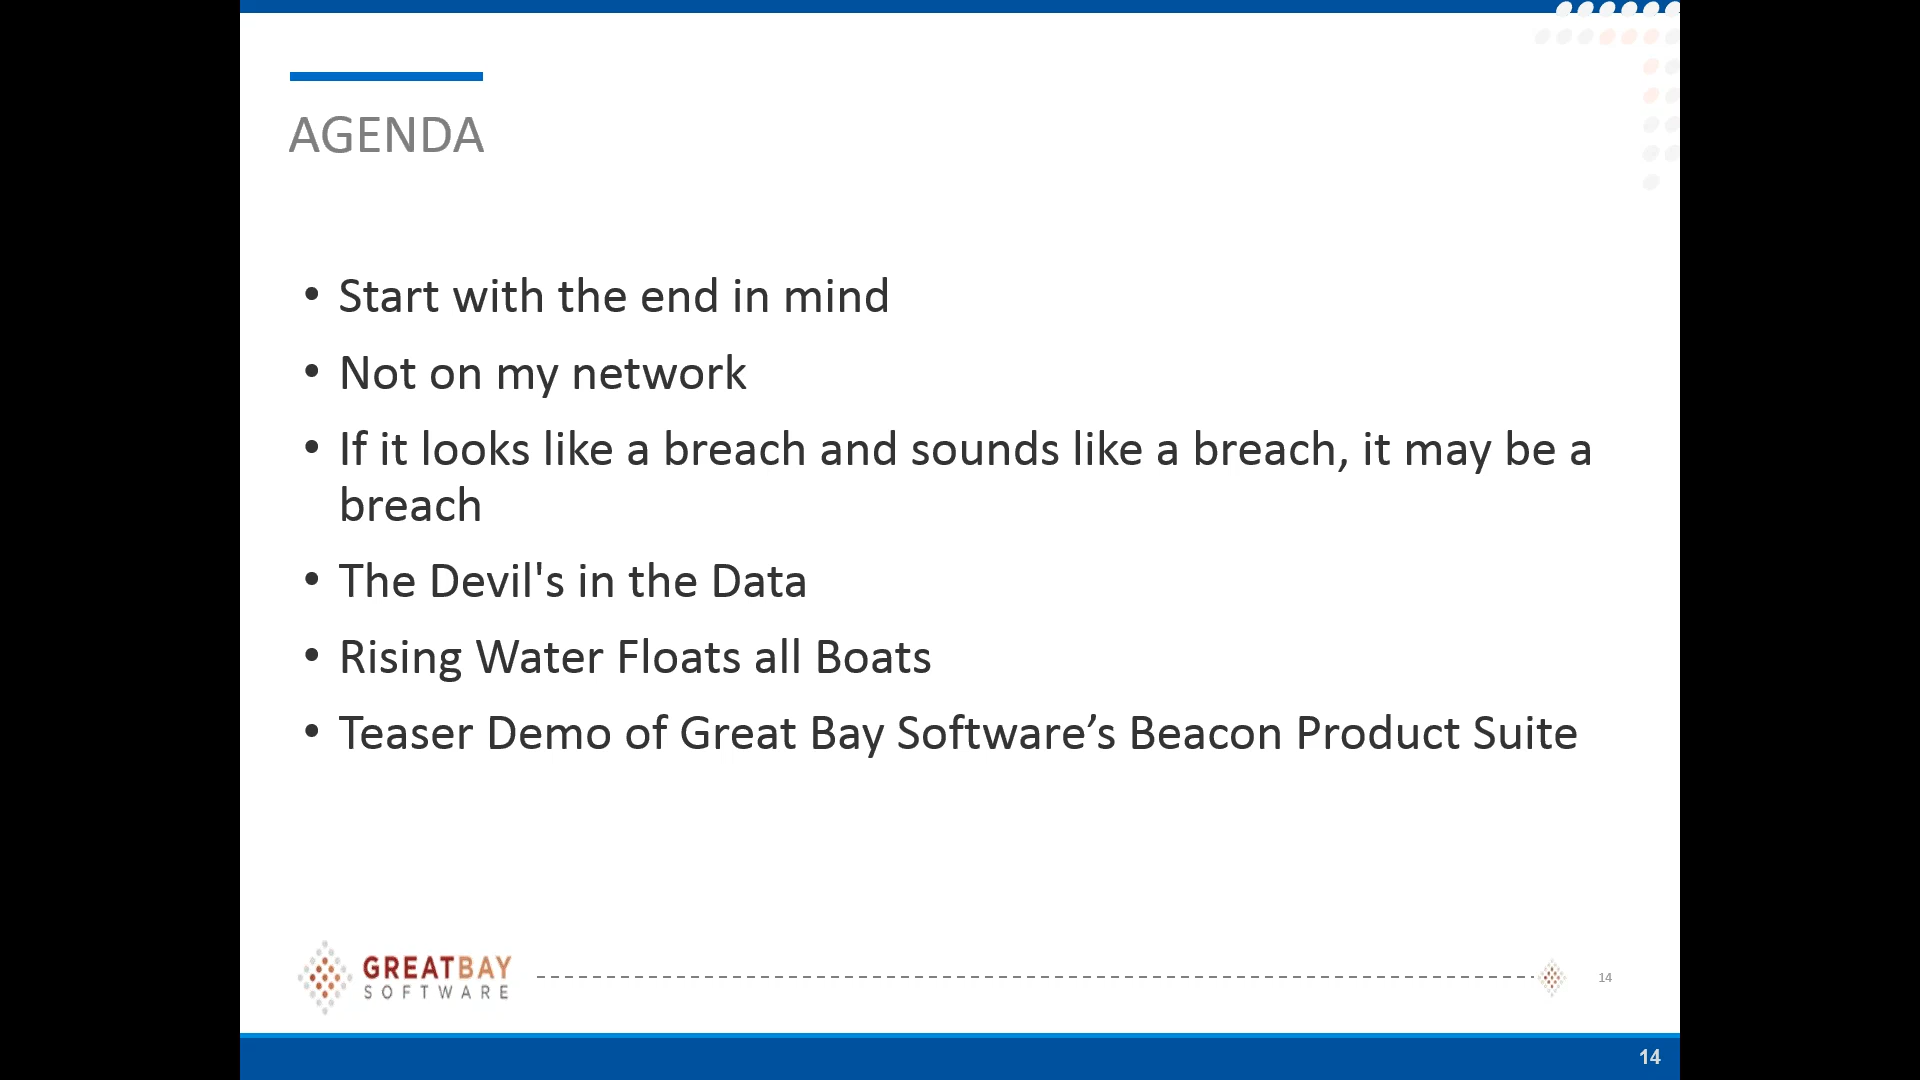 AGENDA
• Start with the end in mind
• Not on my network
• If it looks like a breach and sounds like a breach, it may be a
breach
• The Devil's in the Data
• Rising Water Floats all Boats
• Teaser Demo of Great Bay Software’s Beacon Product Suite
GREATBAY
SOFTWARE
14
14